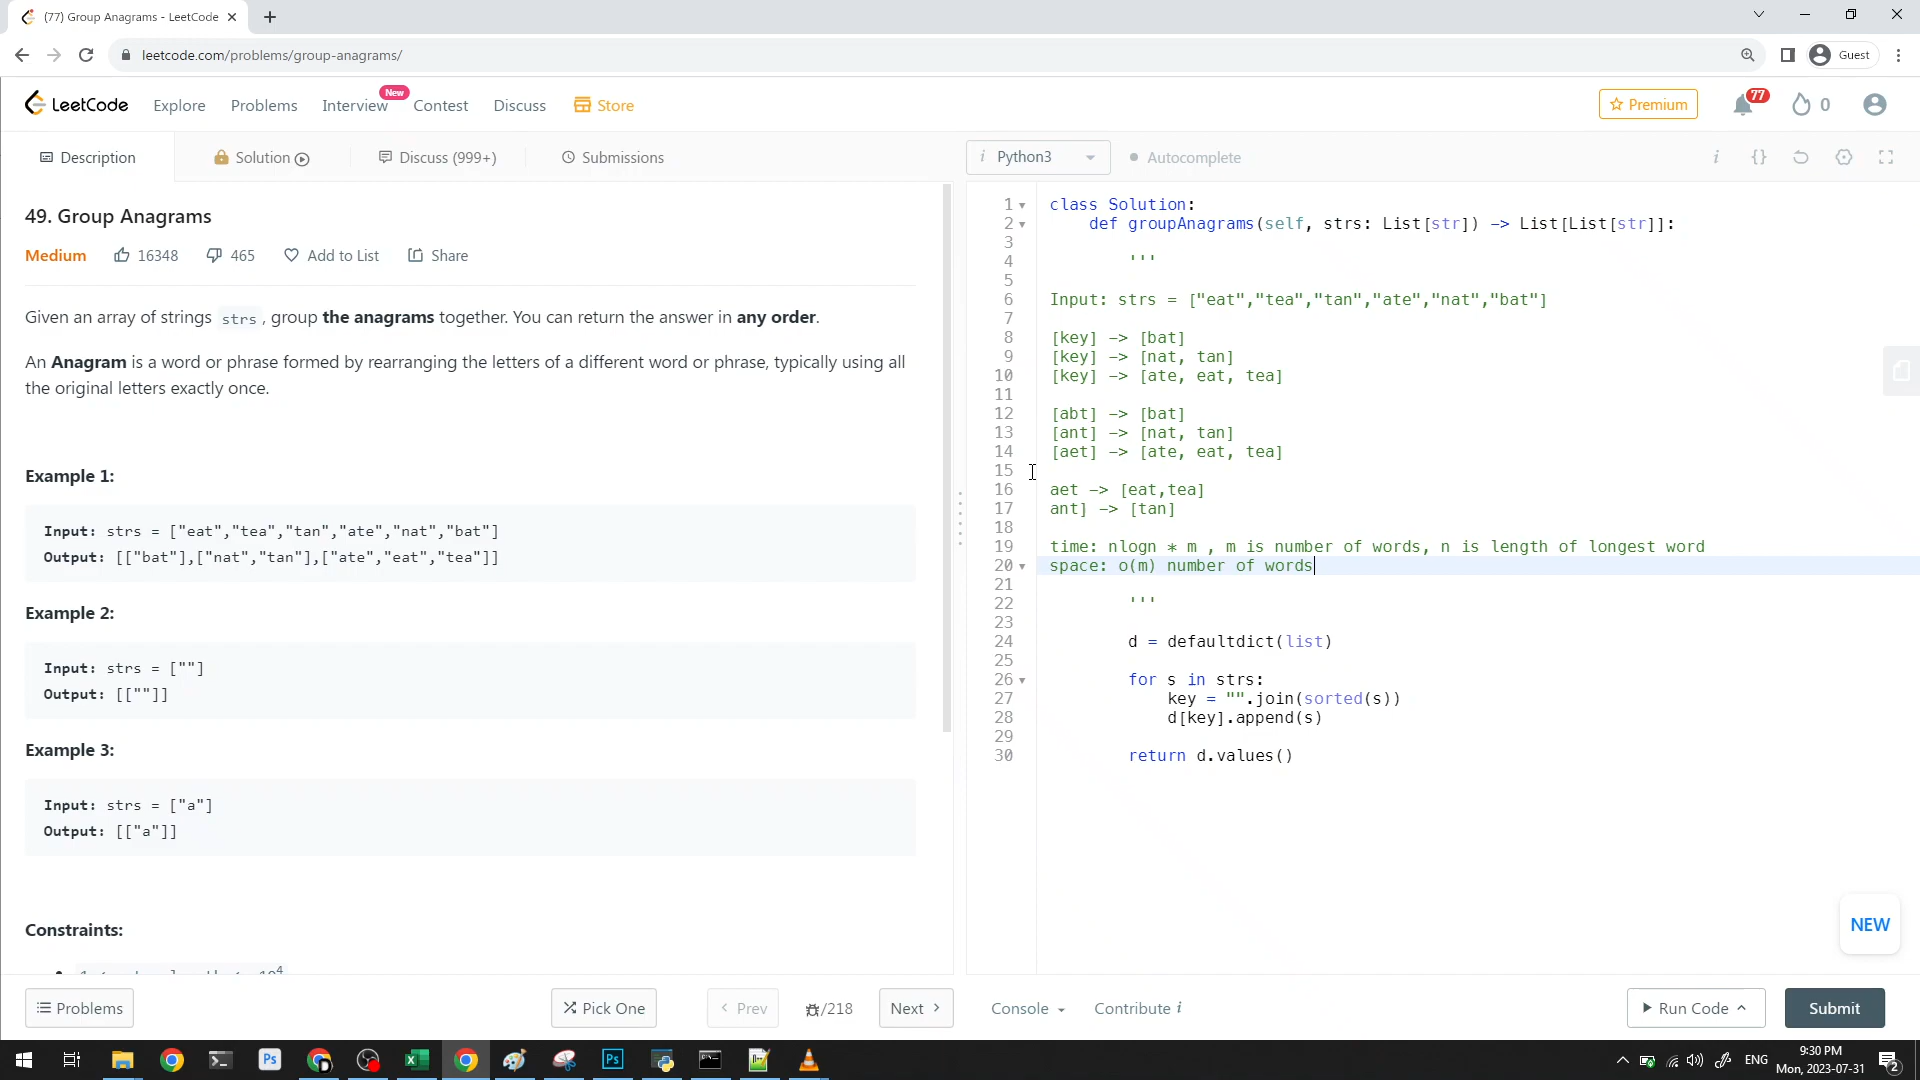 (77) Group Anagrams - LeetCode
leetcode.com/problems/group-anagrams/
Guest
LeetCode Explore Problems Interview New Contest Discuss Store
Premium 77 0
Description Solution Discuss (999+) Submissions
i Python3 Autocomplete i {}
49. Group Anagrams
Medium 16348 465 Add to List Share
Given an array of strings strs, group the anagrams together. You can return the answer in any order.
An Anagram is a word or phrase formed by rearranging the letters of a different word or phrase, typically using all
the original letters exactly once.
Example 1:
Input: strs = ["eat","tea","tan","ate","nat","bat"]
Output: [["bat"],["nat","tan"],["ate","eat","tea"]]
Example 2:
Input: strs = [""]
Output: [[""]]
Example 3:
Input: strs = ["a"]
Output: [["a"]]
Constraints:
1 class Solution:
2 def groupAnagrams(self, strs: List[str]) -> List[List[str]]:
3
4 '''
5
6 Input: strs = ["eat","tea","tan","ate","nat","bat"]
7
8 [key] -> [bat]
9 [key] -> [nat, tan]
10 [key] -> [ate, eat, tea]
11
12 [abt] -> [bat]
13 [ant] -> [nat, tan]
14 [aet] -> [ate, eat, tea]
15
16 aet -> [eat,tea]
17 ant] -> [tan]
18
19 time: nlogn * m , m is number of words, n is length of longest word
20 space: o(m) number of words
21
22 '''
23
24 d = defaultdict(list)
25
26 for s in strs:
27 key = "".join(sorted(s))
28 d[key].append(s)
29
30 return d.values()
NEW
Problems Pick One Prev /218 Next Console Contribute i
Run Code Submit
Ps Ps
ENG 9:30 PM
Mon, 2023-07-31 2